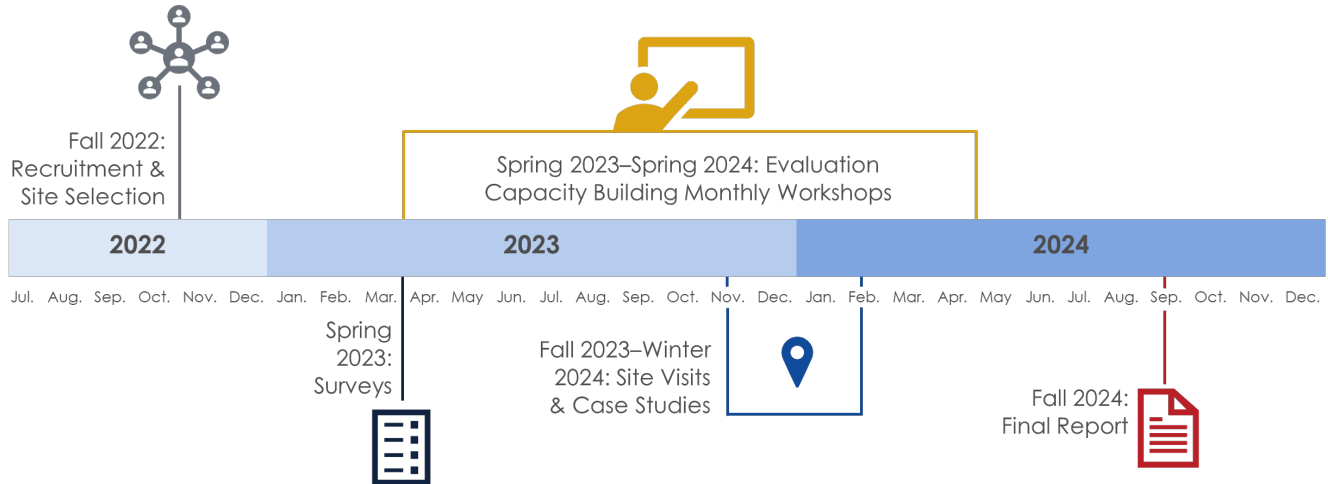 Fall 2022:
Recruitment &
Site Selection
Spring 2023–Spring 2024: Evaluation
Capacity Building Monthly Workshops
2022 2023 2024
Jul. Aug. Sep. Oct. Nov. Dec. Jan. Feb. Mar. Apr. May Jun. Jul. Aug. Sep. Oct. Nov. Dec. Jan. Feb. Mar. Apr. May Jun. Jul. Aug. Sep. Oct. Nov. Dec.
Spring
2023:
Surveys
Fall 2023–Winter
2024: Site Visits
& Case Studies
Fall 2024:
Final Report